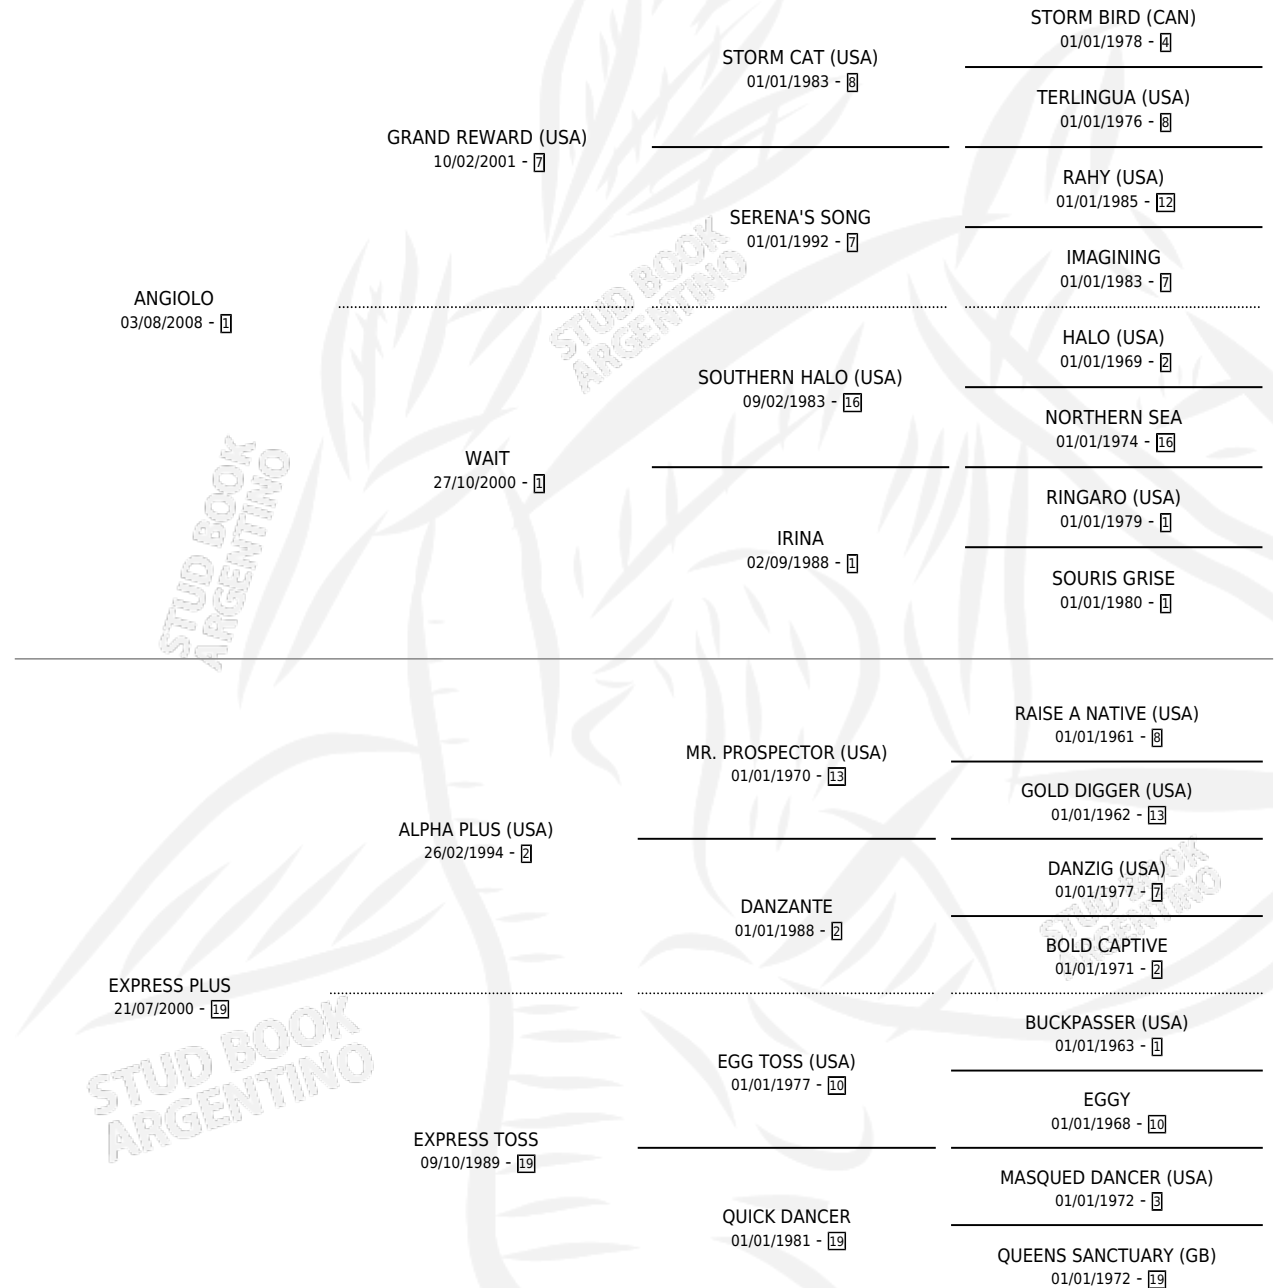 STORM BIRD (CAN)
01/01/1978 - 4
STORM CAT (USA)
01/01/1983 - 8
TERLINGUA (USA)
01/01/1976 - 8
GRAND REWARD (USA)
10/02/2001 - 7
RAHY (USA)
01/01/1985 - 12
SERENA'S SONG
01/01/1992 - 7
IMAGINING
01/01/1983 - 7
ANGIOLO
03/08/2008 - 1
HALO (USA)
01/01/1969 - 2
SOUTHERN HALO (USA)
09/02/1983 - 16
NORTHERN SEA
01/01/1974 - 16
WAIT
27/10/2000 - 1
RINGARO (USA)
01/01/1979 - 1
IRINA
02/09/1988 - 1
SOURIS GRISE
01/01/1980 - 1
RAISE A NATIVE (USA)
01/01/1961 - 8
MR. PROSPECTOR (USA)
01/01/1970 - 13
GOLD DIGGER (USA)
01/01/1962 - 13
ALPHA PLUS (USA)
26/02/1994 - 2
DANZIG (USA)
01/01/1977 - 7
DANZANTE
01/01/1988 - 2
BOLD CAPTIVE
01/01/1971 - 2
EXPRESS PLUS
21/07/2000 - 19
BUCKPASSER (USA)
01/01/1963 - 1
EGG TOSS (USA)
01/01/1977 - 10
EGGY
01/01/1968 - 10
EXPRESS TOSS
09/10/1989 - 19
MASQUED DANCER (USA)
01/01/1972 - 3
QUICK DANCER
01/01/1981 - 19
QUEENS SANCTUARY (GB)
01/01/1972 - 19
STUD BOOK
ARGENTINO
STUD BOOK
ARGENTINO
STUD BOOK
ARGENTINO
STUD BOOK
ARGENTINO